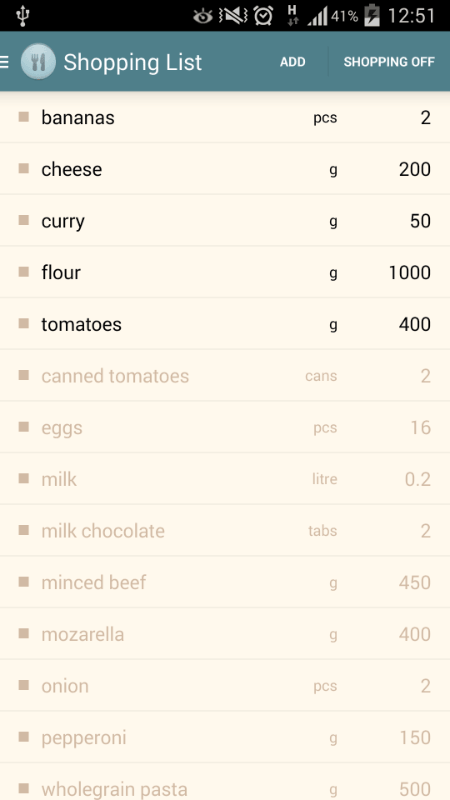 H 41% 12:51
Shopping List ADD SHOPPING OFF
bananas pcs 2
cheese g 200
curry g 50
flour g 1000
tomatoes g 400
canned tomatoes cans 2
eggs pcs 16
milk litre 0.2
milk chocolate tabs 2
minced beef g 450
mozarella g 400
onion pcs 2
pepperoni g 150
wholegrain pasta g 500